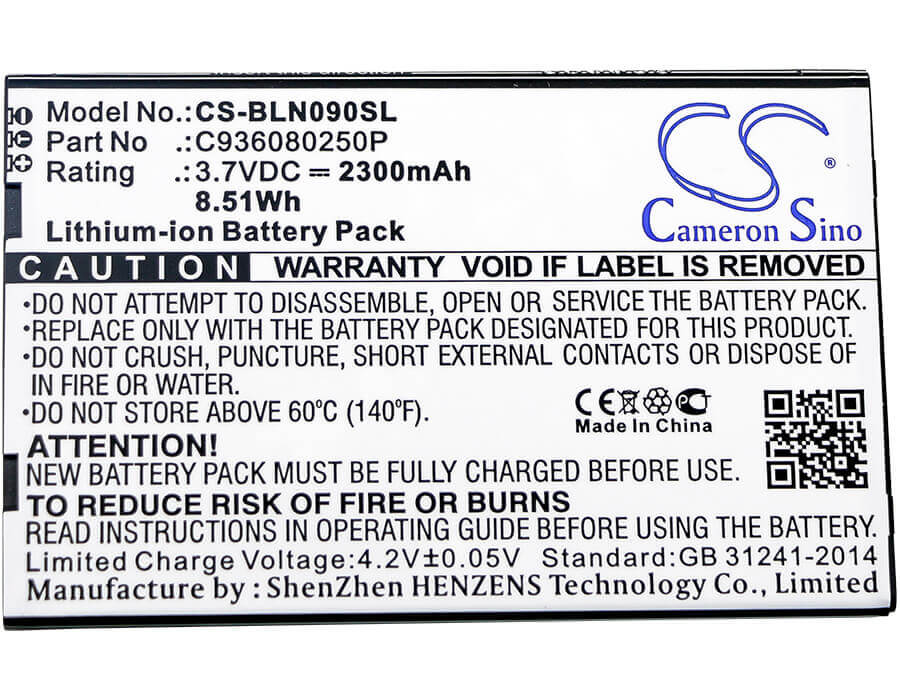 Model No.: CS-BLN090SL
Part No .: C936080250P
Rating .: 3.7VDC ⎓ 2300mAh
8.51Wh
Lithium-ion Battery Pack
CS
®
Cameron Sino
CAUTION WARRANTY VOID IF LABEL IS REMOVED
•DO NOT ATTEMPT TO DISASSEMBLE, OPEN OR SERVICE THE BATTERY PACK.
•REPLACE ONLY WITH THE BATTERY PACK DESIGNATED FOR THIS PRODUCT.
•DO NOT CRUSH, PUNCTURE, SHORT EXTERNAL CONTACTS OR DISPOSE OF
IN FIRE OR WATER.
•DO NOT STORE ABOVE 60°C (140°F).
CE
Made In China
ATTENTION!
NEW BATTERY PACK MUST BE FULLY CHARGED BEFORE USE.
TO REDUCE RISK OF FIRE OR BURNS
READ INSTRUCTIONS IN OPERATING GUIDE BEFORE USING THE BATTERY.
Limited Charge Voltage:4.2V±0.05V Standard:GB 31241-2014
Manufacture by : ShenZhen HENZENS Technology Co., Limited